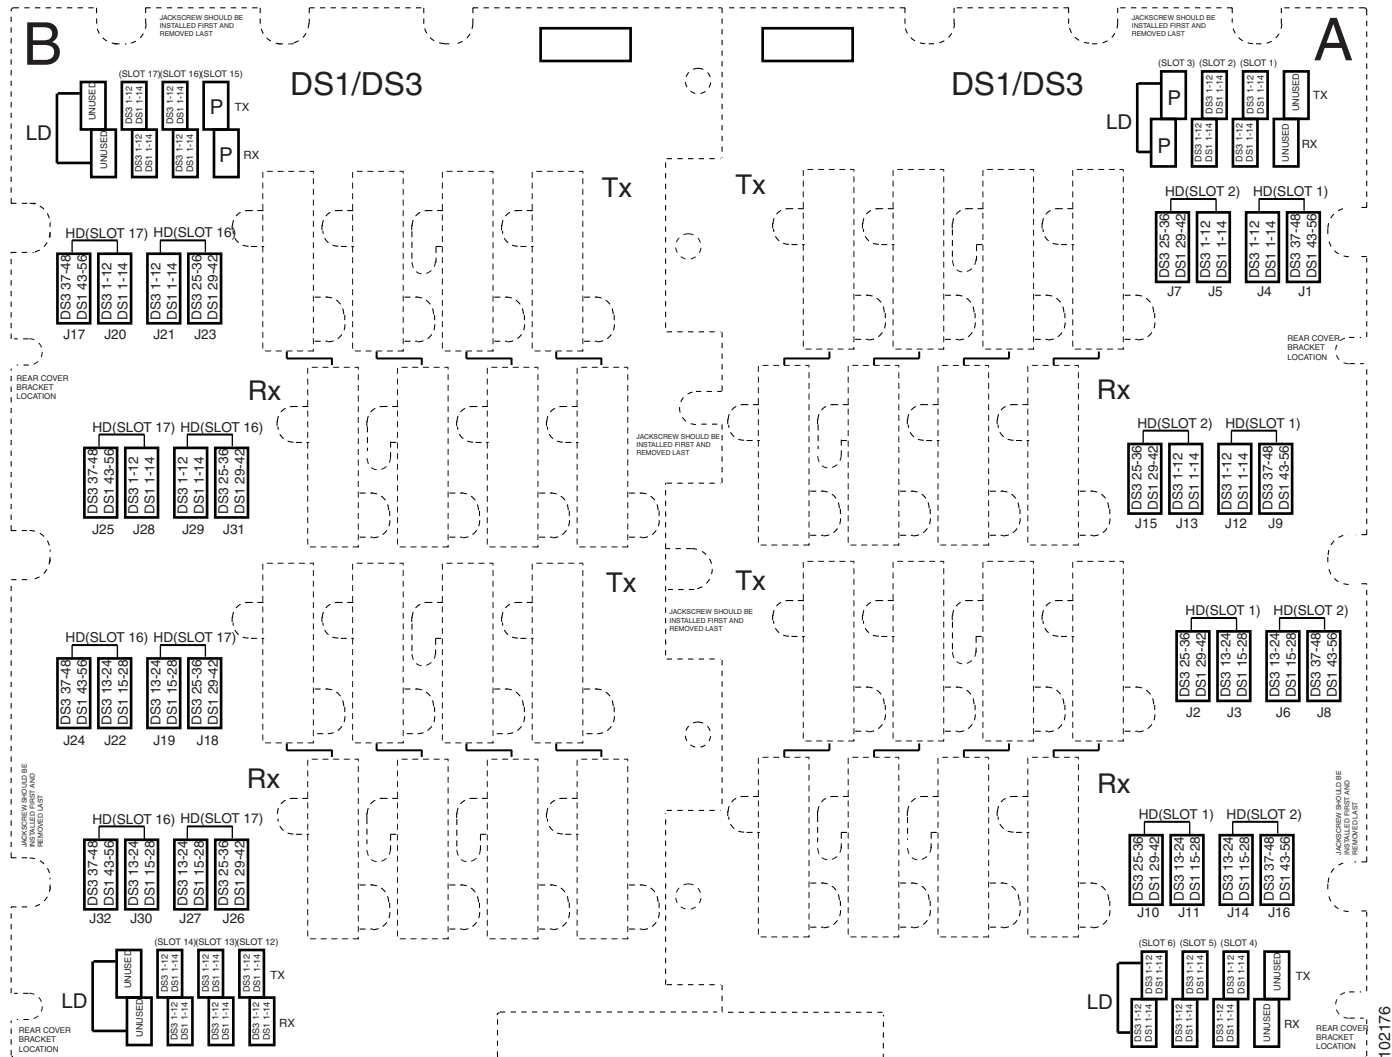 B
JACKSCREW SHOULD BE
INSTALLED FIRST AND
REMOVED LAST
DS1/DS3
(SLOT 17)(SLOT 16)(SLOT 15)
LD
UNUSED
DS3 1-12
DS1 1-14
DS3 1-12
DS1 1-14
P
TX
UNUSED
DS3 1-12
DS1 1-14
DS3 1-12
DS1 1-14
P
RX
Tx
HD(SLOT 17) HD(SLOT 16)
DS3 37-48
DS1 43-56
DS3 1-12
DS1 1-14
DS3 1-12
DS1 1-14
DS3 25-36
DS1 29-42
J17 J20 J21 J23
REAR COVER
BRACKET
LOCATION
Rx
HD(SLOT 17) HD(SLOT 16)
DS3 37-48
DS1 43-56
DS3 1-12
DS1 1-14
DS3 1-12
DS1 1-14
DS3 25-36
DS1 29-42
J25 J28 J29 J31
JACKSCREW SHOULD BE
INSTALLED FIRST AND
REMOVED LAST
Tx
HD(SLOT 16) HD(SLOT 17)
DS3 37-48
DS1 43-56
DS3 13-24
DS1 15-28
DS3 13-24
DS1 15-28
DS3 25-36
DS1 29-42
J24 J22 J19 J18
JACKSCREW SHOULD BE
INSTALLED FIRST AND
REMOVED LAST
Rx
JACKSCREW SHOULD BE
INSTALLED FIRST AND
REMOVED LAST
HD(SLOT 16) HD(SLOT 17)
DS3 37-48
DS1 43-56
DS3 13-24
DS1 15-28
DS3 13-24
DS1 15-28
DS3 25-36
DS1 29-42
J32 J30 J27 J26
(SLOT 14)(SLOT 13)(SLOT 12)
LD
UNUSED
DS3 1-12
DS1 1-14
DS3 1-12
DS1 1-14
DS3 1-12
DS1 1-14
TX
UNUSED
DS3 1-12
DS1 1-14
DS3 1-12
DS1 1-14
DS3 1-12
DS1 1-14
RX
REAR COVER
BRACKET
LOCATION
A
JACKSCREW SHOULD BE
INSTALLED FIRST AND
REMOVED LAST
DS1/DS3
(SLOT 3) (SLOT 2) (SLOT 1)
LD
P
DS3 1-12
DS1 1-14
DS3 1-12
DS1 1-14
UNUSED
TX
P
DS3 1-12
DS1 1-14
DS3 1-12
DS1 1-14
UNUSED
RX
Tx
HD(SLOT 2) HD(SLOT 1)
DS3 25-36
DS1 29-42
DS3 1-12
DS1 1-14
DS3 1-12
DS1 1-14
DS3 37-48
DS1 43-56
J7 J5 J4 J1
REAR COVER
BRACKET
LOCATION
Rx
HD(SLOT 2) HD(SLOT 1)
DS3 25-36
DS1 29-42
DS3 1-12
DS1 1-14
DS3 1-12
DS1 1-14
DS3 37-48
DS1 43-56
J15 J13 J12 J9
Tx
HD(SLOT 1) HD(SLOT 2)
DS3 25-36
DS1 29-42
DS3 13-24
DS1 15-28
DS3 13-24
DS1 15-28
DS3 37-48
DS1 43-56
J2 J3 J6 J8
Rx
JACKSCREW SHOULD BE
INSTALLED FIRST AND
REMOVED LAST
HD(SLOT 1) HD(SLOT 2)
DS3 25-36
DS1 29-42
DS3 13-24
DS1 15-28
DS3 13-24
DS1 15-28
DS3 37-48
DS1 43-56
J10 J11 J14 J16
(SLOT 6) (SLOT 5) (SLOT 4)
LD
DS3 1-12
DS1 1-14
DS3 1-12
DS1 1-14
DS3 1-12
DS1 1-14
UNUSED
TX
DS3 1-12
DS1 1-14
DS3 1-12
DS1 1-14
DS3 1-12
DS1 1-14
UNUSED
RX
REAR COVER
BRACKET
LOCATION
102176